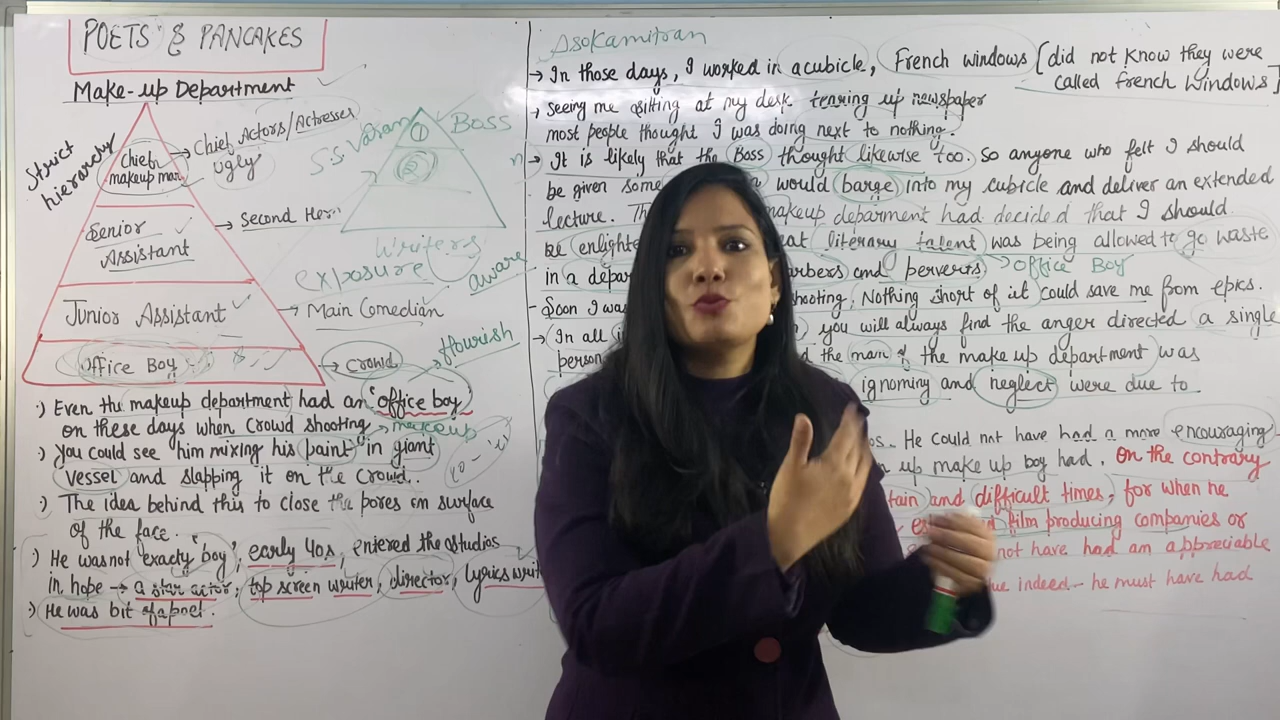 POETS & PANCAKES
Make-up Department
Strict hierarchy
Chief makeup man
Chief Actors/Actresses
ugly
Senior Assistant
Second Hero
Junior Assistant
Main Comedian
Office Boy
Crowd
S.S Vasan
1
Boss
2
Writers
exposure
aware
flourish
:) Even the makeup department had an "office boy
on these days when crowd shooting
makeup
:) You could see him mixing his paint in giant
vessel and slapping it on the crowd.
:) The idea behind this to close the pores on surface
of the face.
:) He was not exactly 'boy', early 40s, entered the studios
in hope → a star actor, top screen writer, director, lyrics writ
:) He was bit of a poet.
Asokamitran
→ In those days, I worked in a cubicle, French windows [did not know they were
called French windows]
→ seeing me sitting at my desk tearing up newspaper
most people thought I was doing next to nothing.
→ It is likely that the Boss thought likewise too. So anyone who felt I should
be given some would barge into my cubicle and deliver an extended
lecture. makeup deparment had decided that I should
be enlighte literary talent was being allowed to go waste
in a depar barbers and perverts → office Boy
- Soon I was shooting, Nothing short of it could save me from epics.
→ In all you will always find the anger directed a single
person the man of the make up department was
ignominy and neglect were due to
He could not have had a more encouraging
up make up boy had. On the contrary
tain and difficult times, for when he
film producing companies or
not have had an appreciable
ue indeed - he must have had